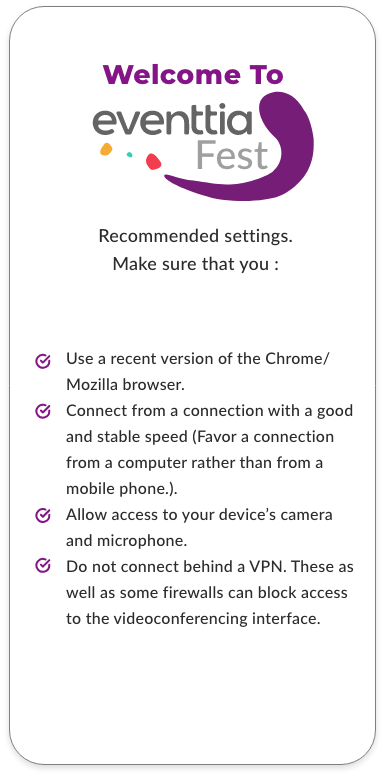 Welcome To
eventtia
Fest
Recommended settings.
Make sure that you :
Use a recent version of the Chrome/
Mozilla browser.
Connect from a connection with a good
and stable speed (Favor a connection
from a computer rather than from a
mobile phone.).
Allow access to your device’s camera
and microphone.
Do not connect behind a VPN. These as
well as some firewalls can block access
to the videoconferencing interface.